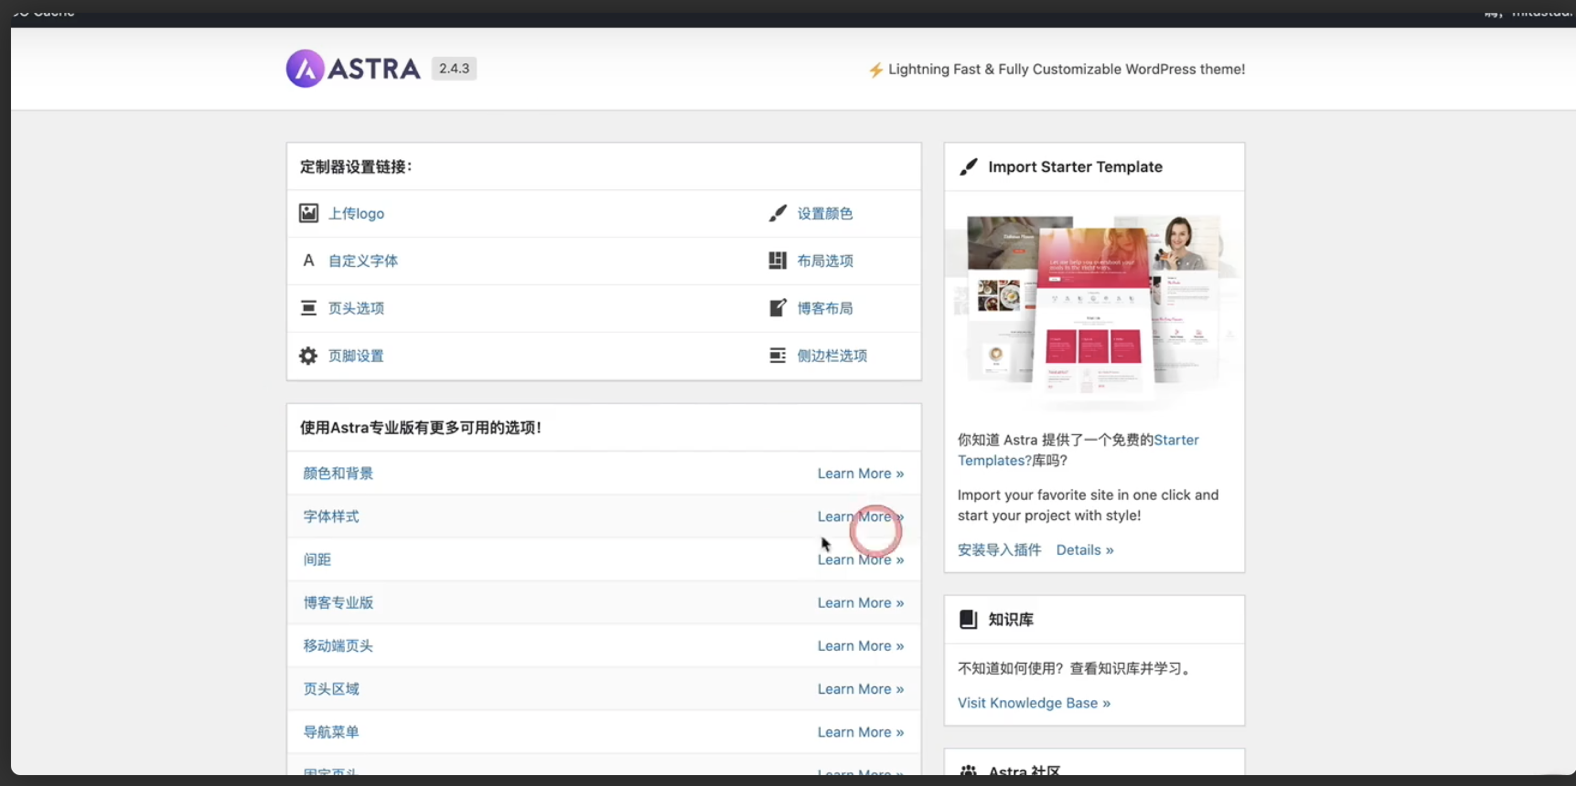 ASTRA 2.4.3
⚡ Lightning Fast & Fully Customizable WordPress theme!
定制器设置链接：
上传logo
设置颜色
自定义字体
布局选项
页头选项
博客布局
页脚设置
侧边栏选项
使用Astra专业版有更多可用的选项！
颜色和背景 Learn More »
字体样式 Learn More »
间距 Learn More »
博客专业版 Learn More »
移动端页头 Learn More »
页头区域 Learn More »
导航菜单 Learn More »
固定页头 Learn More »
Import Starter Template
你知道 Astra 提供了一个免费的Starter
Templates?库吗？
Import your favorite site in one click and
start your project with style!
安装导入插件 Details »
知识库
不知道如何使用？查看知识库并学习。
Visit Knowledge Base »
Astra 社区